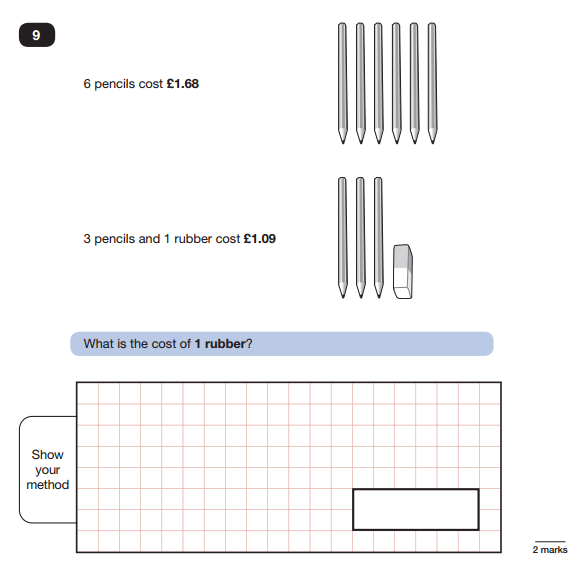 9
6 pencils cost £1.68
3 pencils and 1 rubber cost £1.09
What is the cost of 1 rubber?
Show
your
method
2 marks